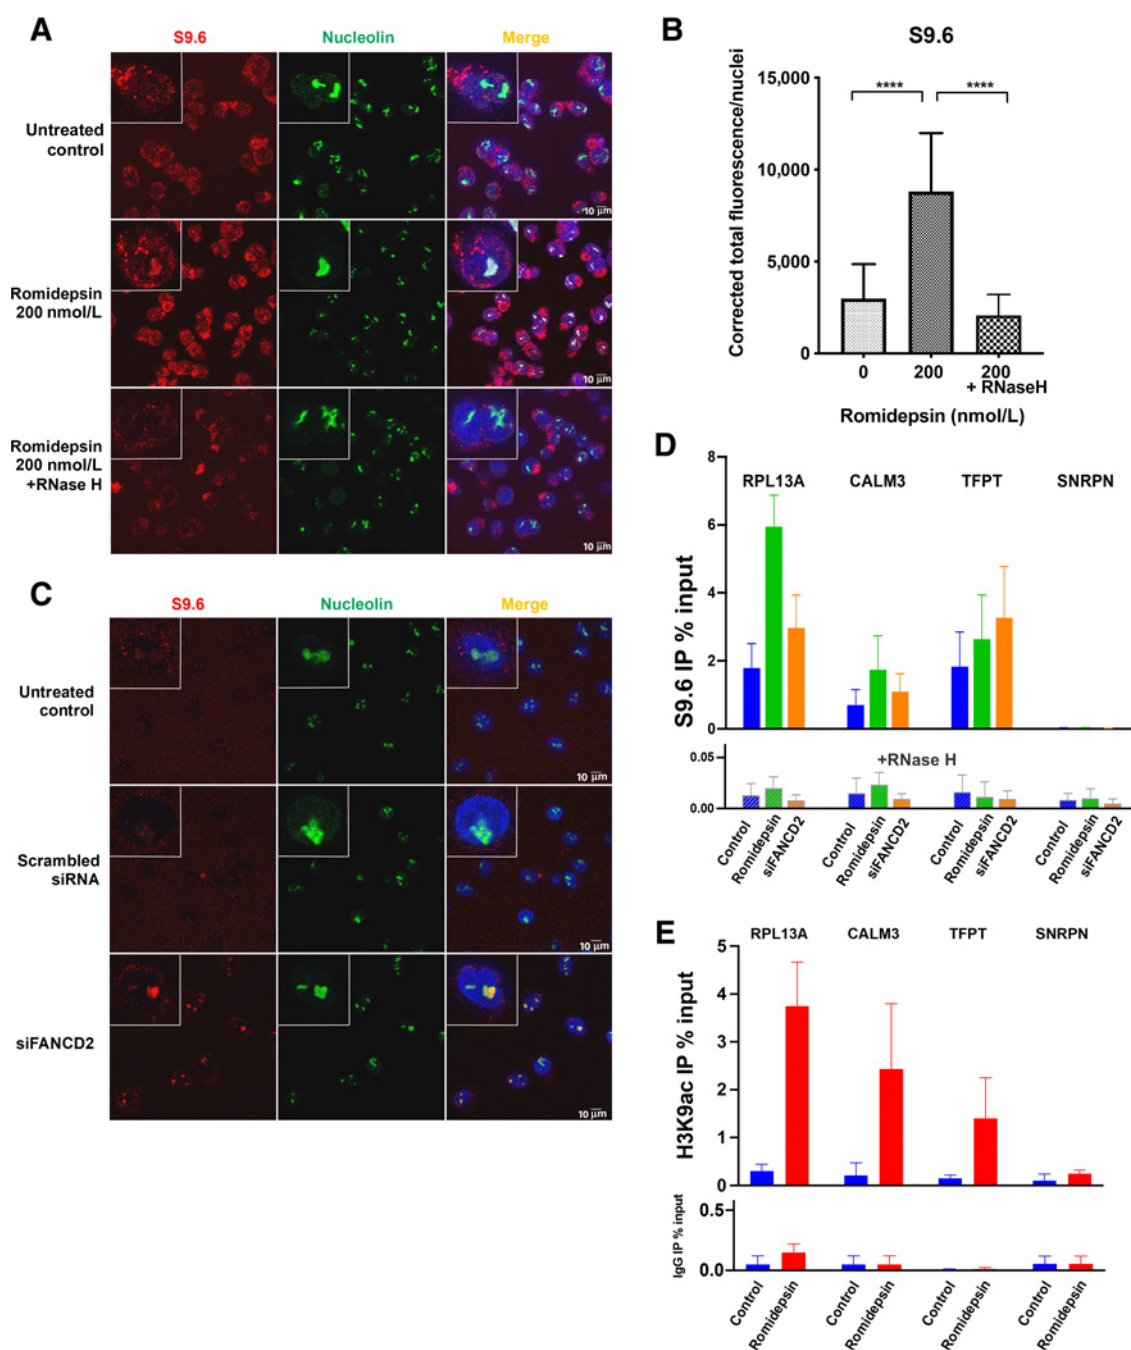 A
S9.6 Nucleolin Merge
Untreated
control
10 μm
Romidepsin
200 nmol/L
10 μm
Romidepsin
200 nmol/L
+RNase H
10 μm
B
S9.6
Corrected total fluorescence/nuclei
15,000
10,000
5,000
0
**** ****
0 200 200
+ RNaseH
Romidepsin (nmol/L)
C
S9.6 Nucleolin Merge
Untreated
control
10 μm
Scrambled
siRNA
10 μm
siFANCD2
10 μm
D
S9.6 IP % input
8
6
4
2
0
RPL13A CALM3 TFPT SNRPN
+RNase H
0.05
0.00
Control Romidepsin siFANCD2 Control Romidepsin siFANCD2 Control Romidepsin siFANCD2 Control Romidepsin siFANCD2
E
RPL13A CALM3 TFPT SNRPN
H3K9ac IP % input
5
4
3
2
1
0
IgG IP % input
0.5
0.0
Control Romidepsin Control Romidepsin Control Romidepsin Control Romidepsin